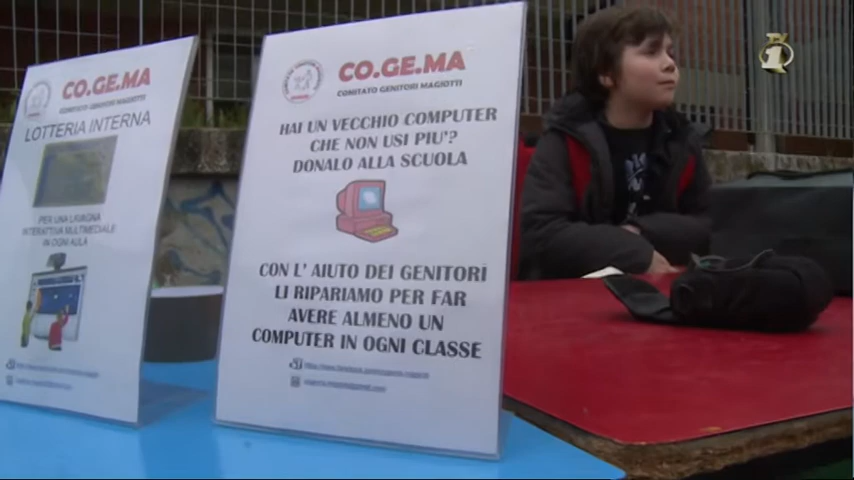 CO.GE.MA
COMITATO GENITORI MAGIOTTI
LOTTERIA INTERNA
PER UNA LAVAGNA
INTERATTIVA MULTIMEDIALE
IN OGNI AULA
CO.GE.MA
COMITATO GENITORI MAGIOTTI
HAI UN VECCHIO COMPUTER
CHE NON USI PIU'?
DONALO ALLA SCUOLA
CON L' AIUTO DEI GENITORI
LI RIPARIAMO PER FAR
AVERE ALMENO UN
COMPUTER IN OGNI CLASSE